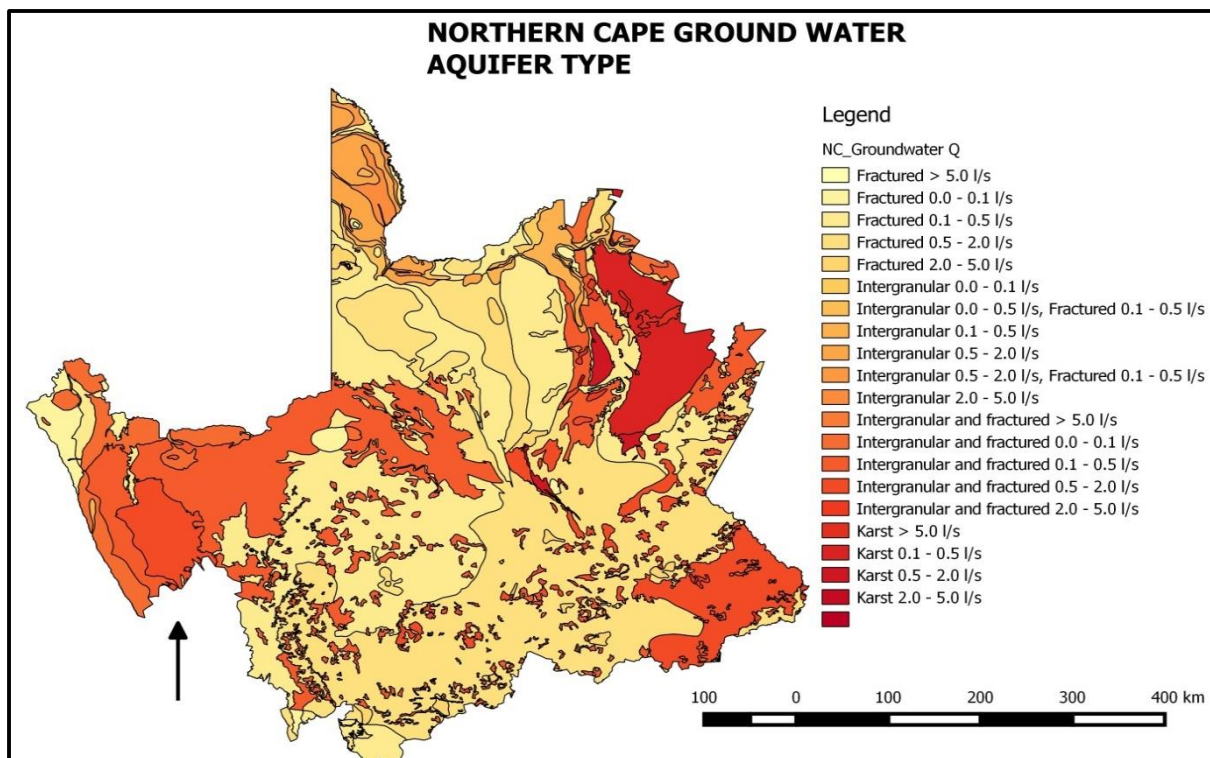 NORTHERN CAPE GROUND WATER
AQUIFER TYPE
Legend
NC_Groundwater Q
Fractured > 5.0 l/s
Fractured 0.0 - 0.1 l/s
Fractured 0.1 - 0.5 l/s
Fractured 0.5 - 2.0 l/s
Fractured 2.0 - 5.0 l/s
Intergranular 0.0 - 0.1 l/s
Intergranular 0.0 - 0.5 l/s, Fractured 0.1 - 0.5 l/s
Intergranular 0.1 - 0.5 l/s
Intergranular 0.5 - 2.0 l/s
Intergranular 0.5 - 2.0 l/s, Fractured 0.1 - 0.5 l/s
Intergranular 2.0 - 5.0 l/s
Intergranular and fractured > 5.0 l/s
Intergranular and fractured 0.0 - 0.1 l/s
Intergranular and fractured 0.1 - 0.5 l/s
Intergranular and fractured 0.5 - 2.0 l/s
Intergranular and fractured 2.0 - 5.0 l/s
Karst > 5.0 l/s
Karst 0.1 - 0.5 l/s
Karst 0.5 - 2.0 l/s
Karst 2.0 - 5.0 l/s
100 0 100 200 300 400 km